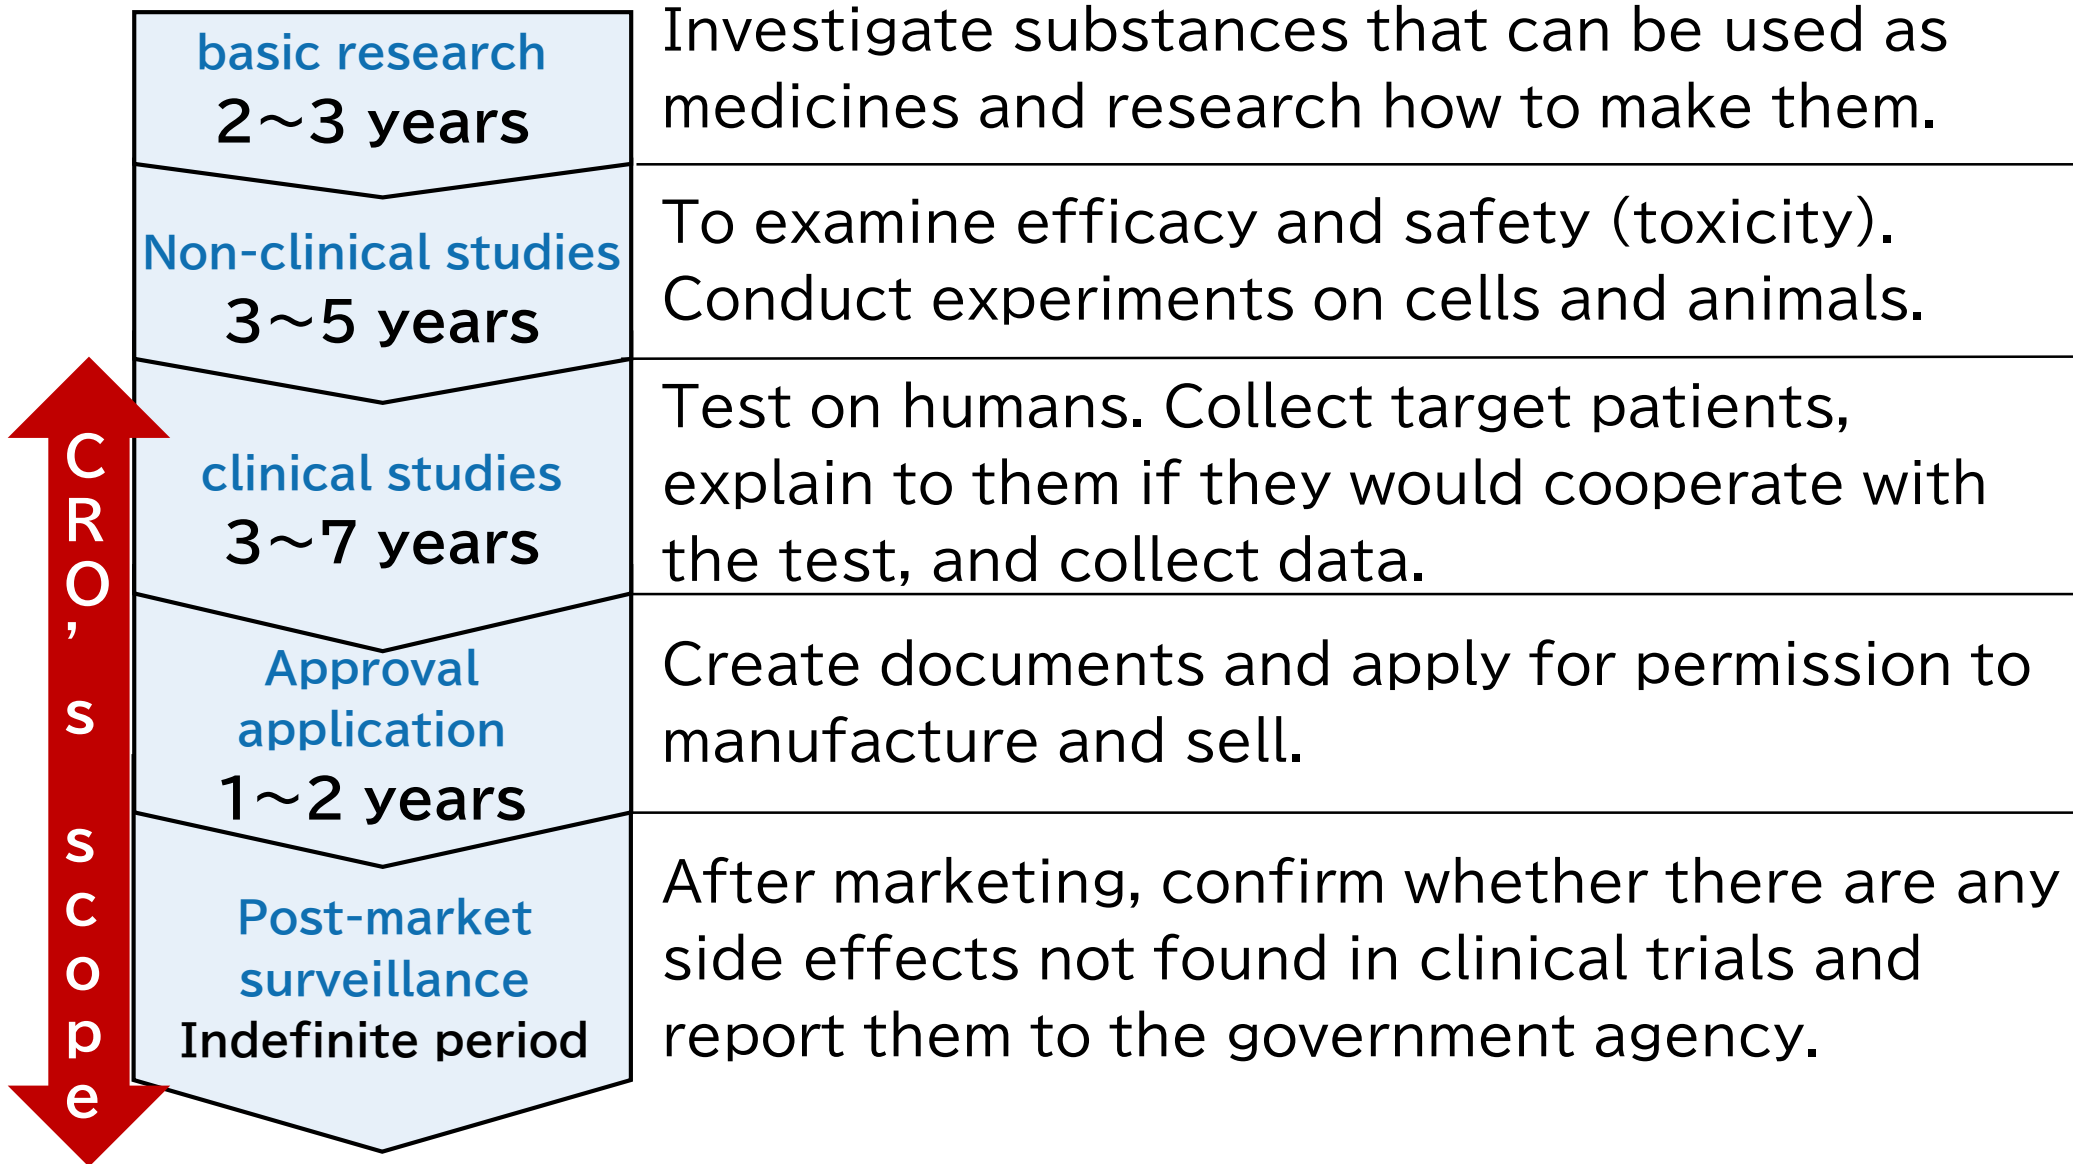 basic research
2～3 years
Investigate substances that can be used as
medicines and research how to make them.
Non-clinical studies
3～5 years
To examine efficacy and safety (toxicity).
Conduct experiments on cells and animals.
clinical studies
3～7 years
Test on humans. Collect target patients,
explain to them if they would cooperate with
the test, and collect data.
Approval
application
1～2 years
Create documents and apply for permission to
manufacture and sell.
Post-market
surveillance
Indefinite period
After marketing, confirm whether there are any
side effects not found in clinical trials and
report them to the government agency.
CRO’s scope